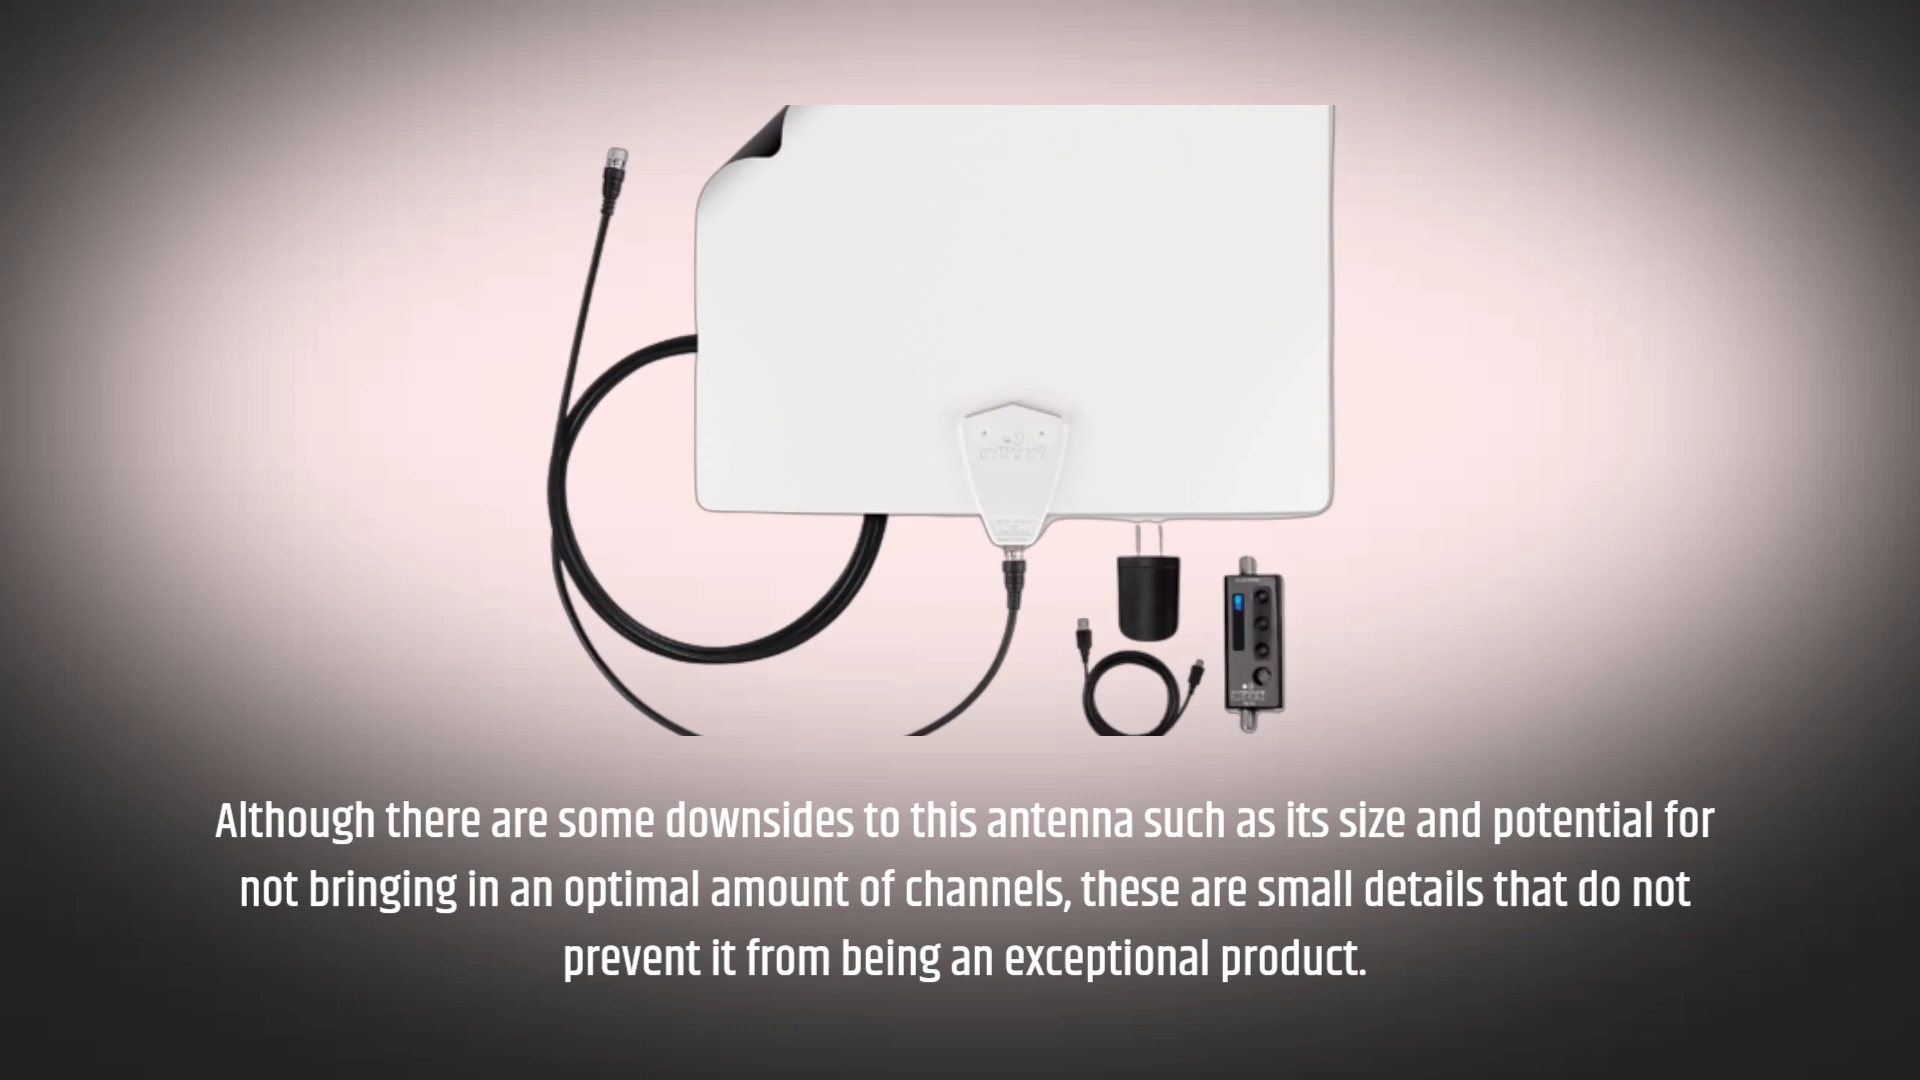 Although there are some downsides to this antenna such as its size and potential for
not bringing in an optimal amount of channels, these are small details that do not
prevent it from being an exceptional product.